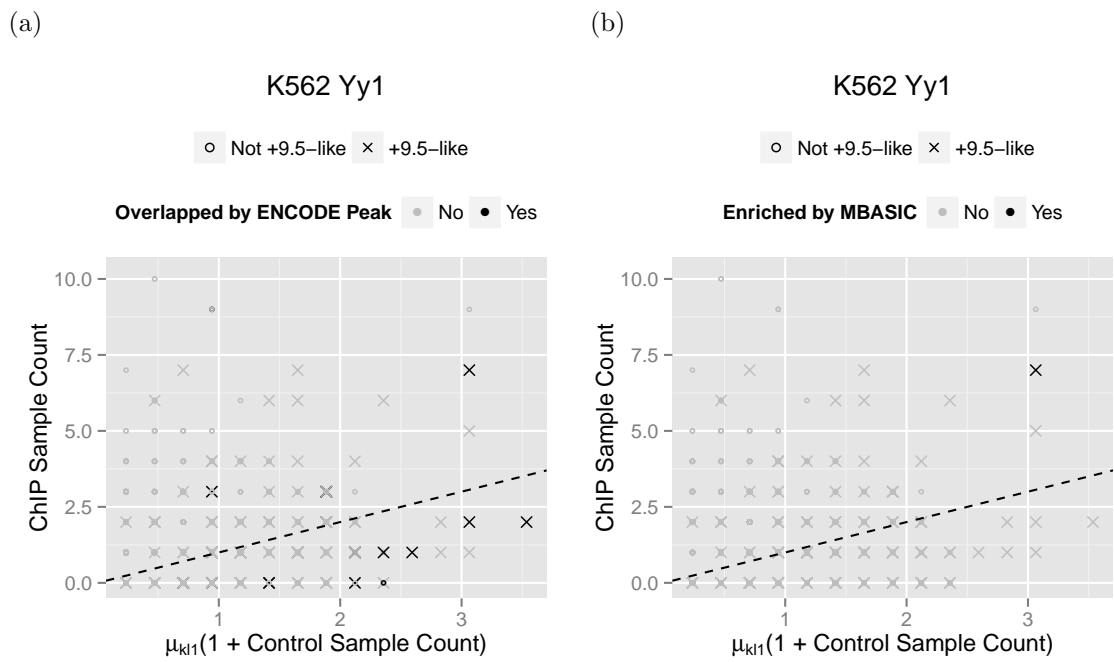 (a)
K562 Yy1
Not +9.5−like +9.5−like
Overlapped by ENCODE Peak No Yes
10.0
7.5
5.0
2.5
0.0
ChIP Sample Count
1 2 3
μkl1(1 + Control Sample Count)
(b)
K562 Yy1
Not +9.5−like +9.5−like
Enriched by MBASIC No Yes
10.0
7.5
5.0
2.5
0.0
ChIP Sample Count
1 2 3
μkl1(1 + Control Sample Count)